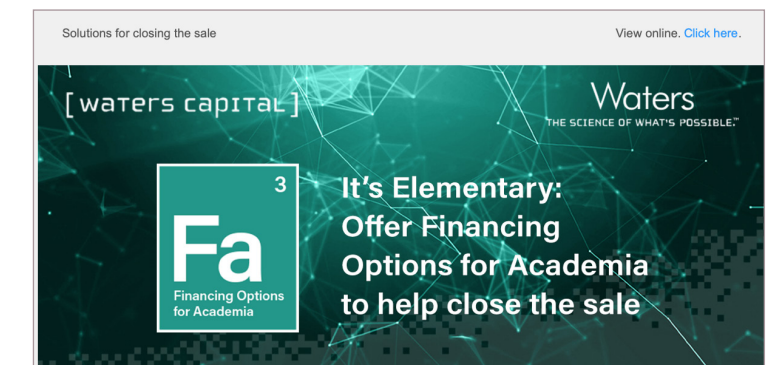 Solutions for closing the sale
View online. Click here.
[waters capital]
Waters
THE SCIENCE OF WHAT'S POSSIBLE.™
3
Fa
Financing Options
for Academia
It's Elementary:
Offer Financing
Options for Academia
to help close the sale